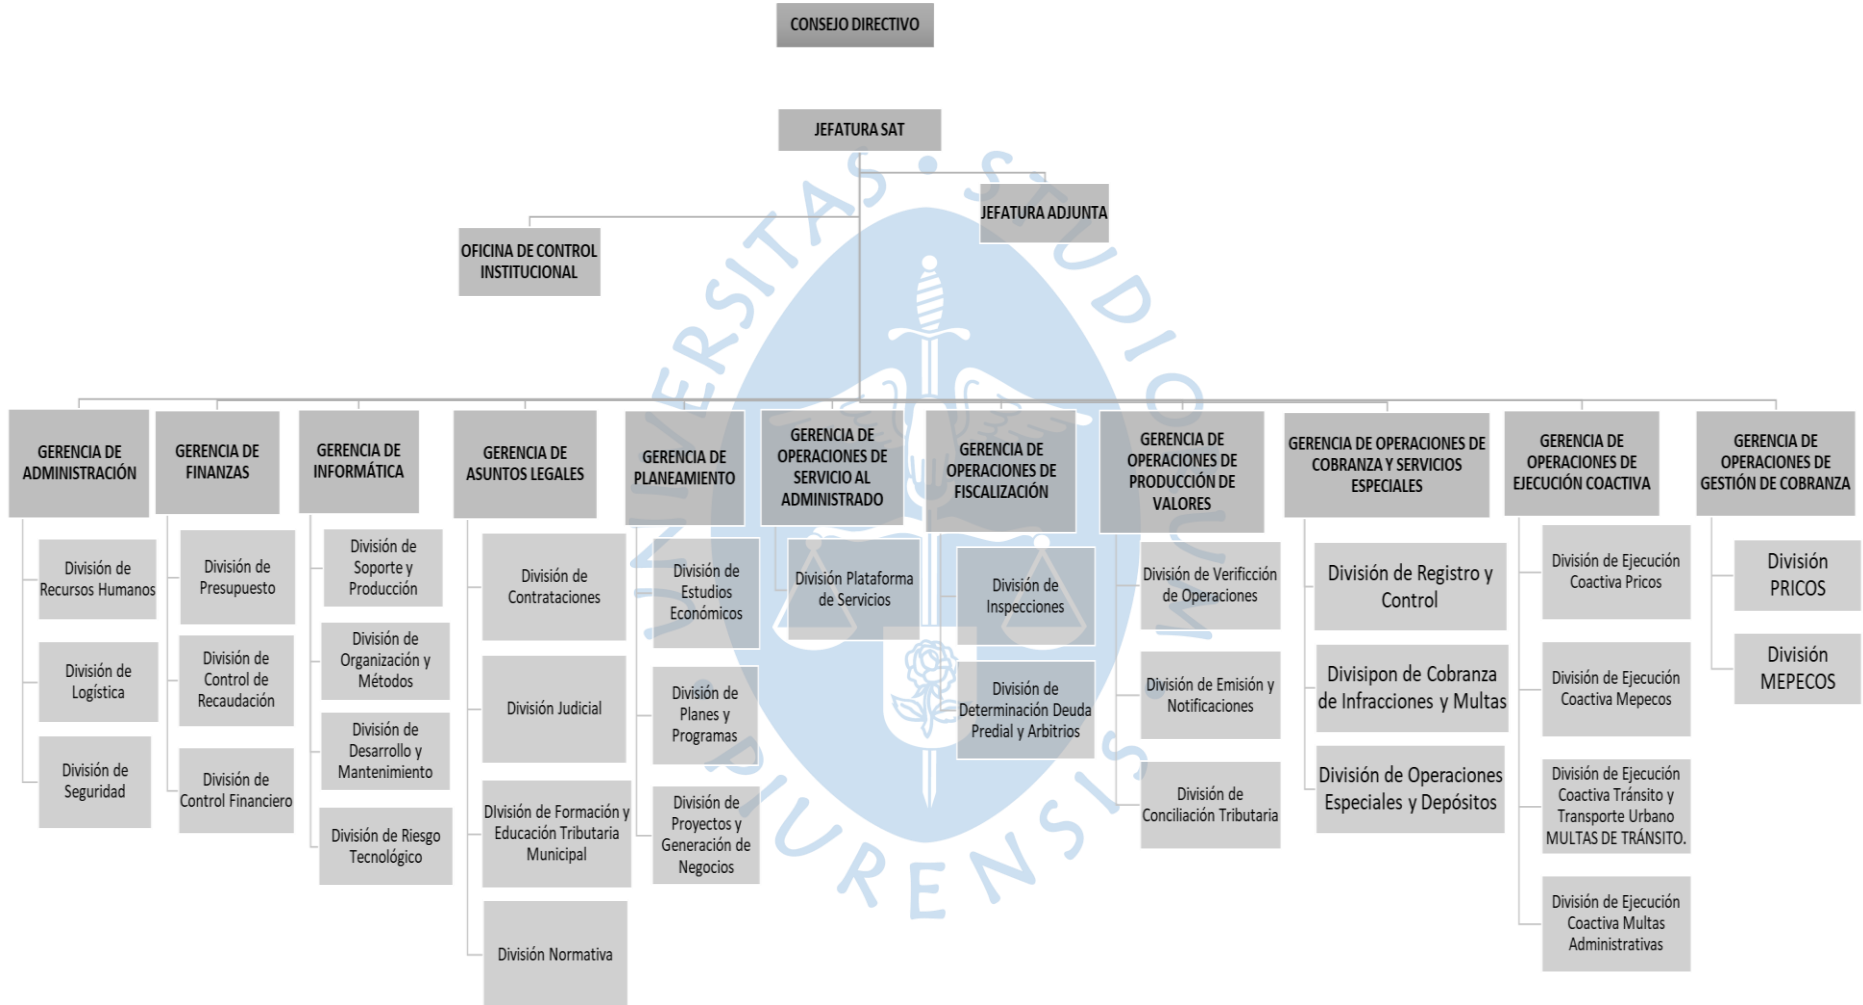 CONSEJO DIRECTIVO
JEFATURA SAT
JEFATURA ADJUNTA
OFICINA DE CONTROL
INSTITUCIONAL
GERENCIA DE
ADMINISTRACIÓN
División de
Recursos Humanos
División de
Logística
División de
Seguridad
GERENCIA DE
FINANZAS
División de
Presupuesto
División de
Control de
Recaudación
División de
Control Financiero
GERENCIA DE
INFORMÁTICA
División de
Soporte y
Producción
División de
Organización y
Métodos
División de
Desarrollo y
Mantenimiento
División de Riesgo
Tecnológico
GERENCIA DE
ASUNTOS LEGALES
División de
Contrataciones
División Judicial
DIvisión de Formación y
Educación Tributaria
Municipal
División Normativa
GERENCIA DE
PLANEAMIENTO
División de
Estudios
Económicos
División de
Planes y
Programas
División de
Proyectos y
Generación de
Negocios
GERENCIA DE
OPERACIONES DE
SERVICIO AL
ADMINISTRADO
División Plataforma
de Servicios
GERENCIA DE
OPERACIONES DE
FISCALIZACIÓN
División de
Inspecciones
División de
Determinación Deuda
Predial y Arbitrios
GERENCIA DE
OPERACIONES DE
PRODUCCIÓN DE
VALORES
División de Verificción
de Operaciones
División de Emisión y
Notificaciones
División de
Conciliación Tributaria
GERENCIA DE OPERACIONES DE
COBRANZA Y SERVICIOS
ESPECIALES
División de Registro y
Control
Divisipon de Cobranza
de Infracciones y Multas
División de Operaciones
Especiales y Depósitos
GERENCIA DE
OPERACIONES DE
EJECUCIÓN COACTIVA
División de Ejecución
Coactiva Pricos
División de Ejecución
Coactiva Mepecos
División de Ejecución
Coactiva Tránsito y
Transporte Urbano
MULTAS DE TRÁNSITO.
División de Ejecución
Coactiva Multas
Administrativas
GERENCIA DE
OPERACIONES DE
GESTIÓN DE COBRANZA
División
PRICOS
División
MEPECOS
UNIVERSITAS • STUDIORUM • PIURENSIS •